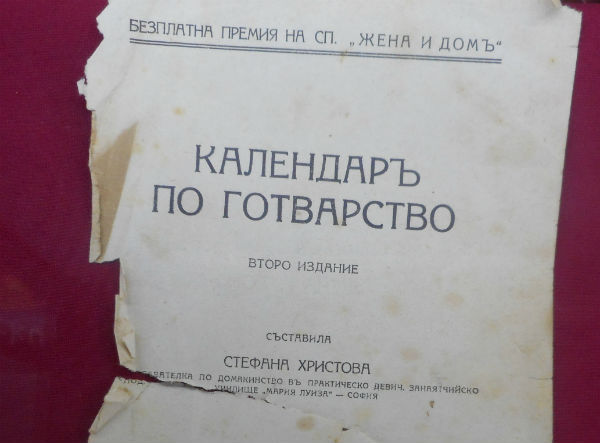 БЕЗПЛАТНА ПРЕМИЯ НА СП. „ЖЕНА И ДОМЪ“
КАЛЕНДАРЪ
ПО ГОТВАРСТВО
ВТОРО ИЗДАНИЕ
СЪСТАВИЛА
СТЕФАНА ХРИСТОВА
ПО ДОМАКИНСТВО ВЪ ПРАКТИЧЕСКО ДЕВИЧ. ЗАНАЯТЧИЙСКО
УЧИЛИЩЕ „МАРИЯ ЛУИЗА“ — СОФИЯ